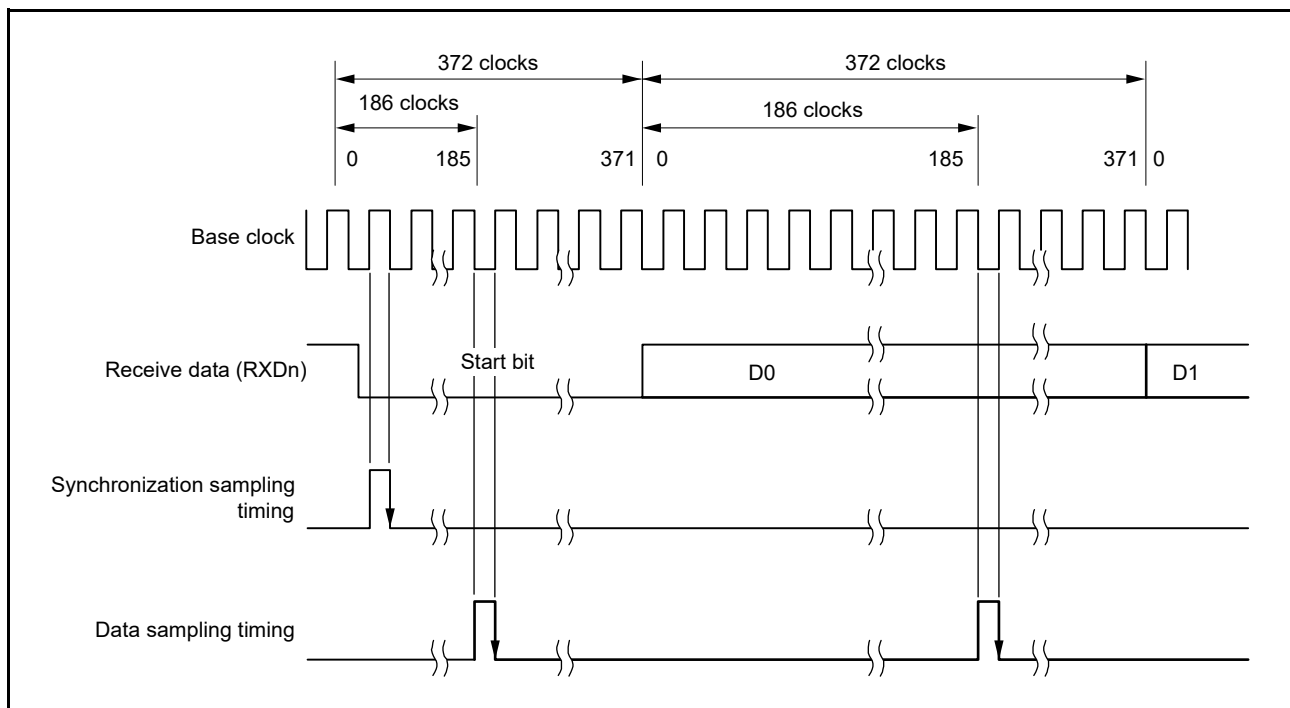 372 clocks
372 clocks
186 clocks
186 clocks
0
185
371
0
185
371
0
Base clock
Receive data (RXDn)
Start bit
D0
D1
Synchronization sampling
timing
Data sampling timing